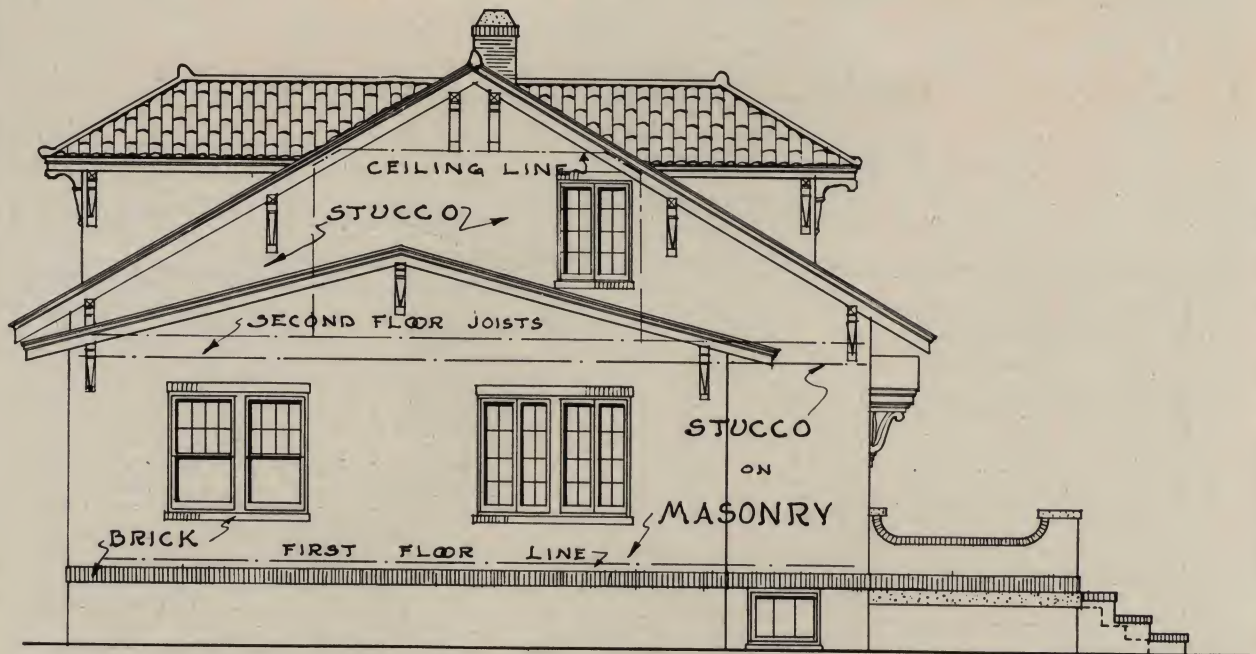 CEILING LINE
STUCCO
SECOND FLOOR JOISTS
STUCCO
ON
MASONRY
BRICK
FIRST FLOOR LINE